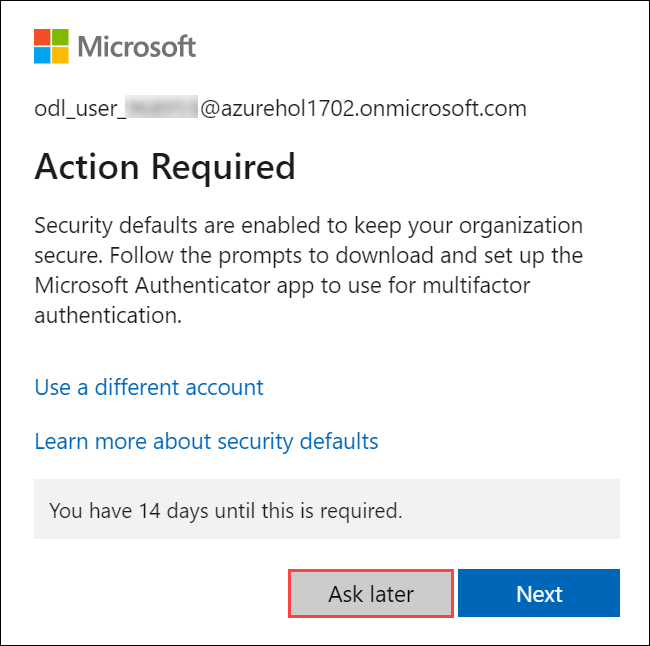 Microsoft
odl_user_@azurehol1702.onmicrosoft.com
Action Required
Security defaults are enabled to keep your organization
secure. Follow the prompts to download and set up the
Microsoft Authenticator app to use for multifactor
authentication.
Use a different account
Learn more about security defaults
You have 14 days until this is required.
Ask later
Next